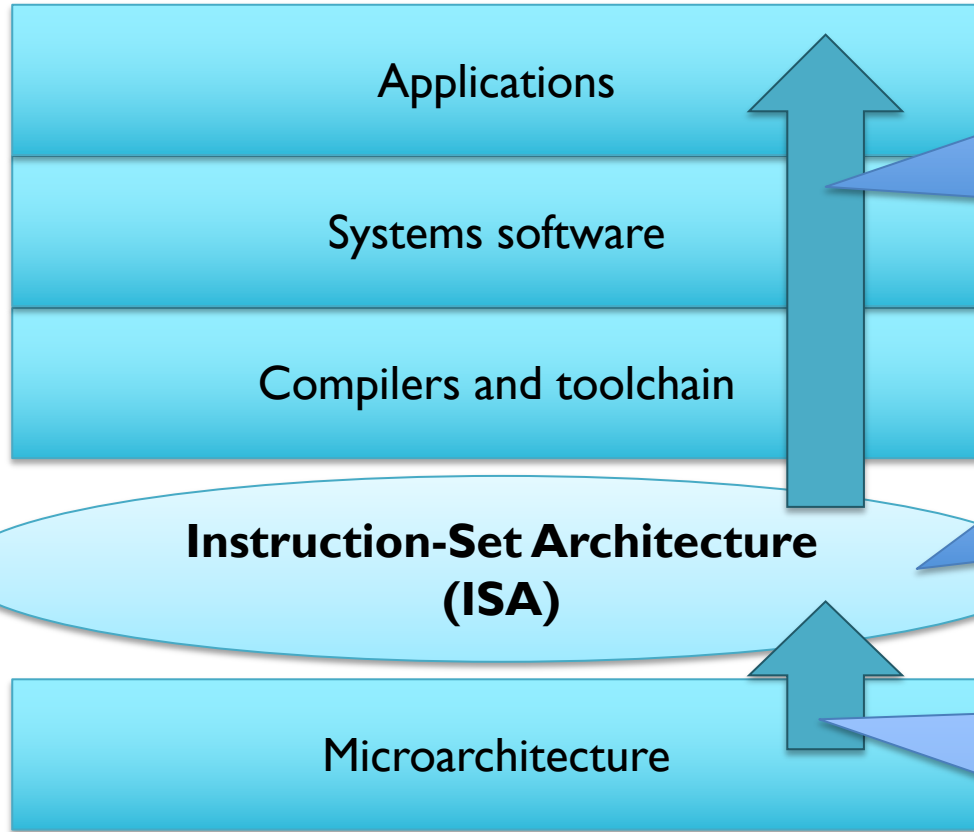 Applications
Systems software
Compilers and toolchain
Instruction-Set Architecture
(ISA)
Microarchitecture